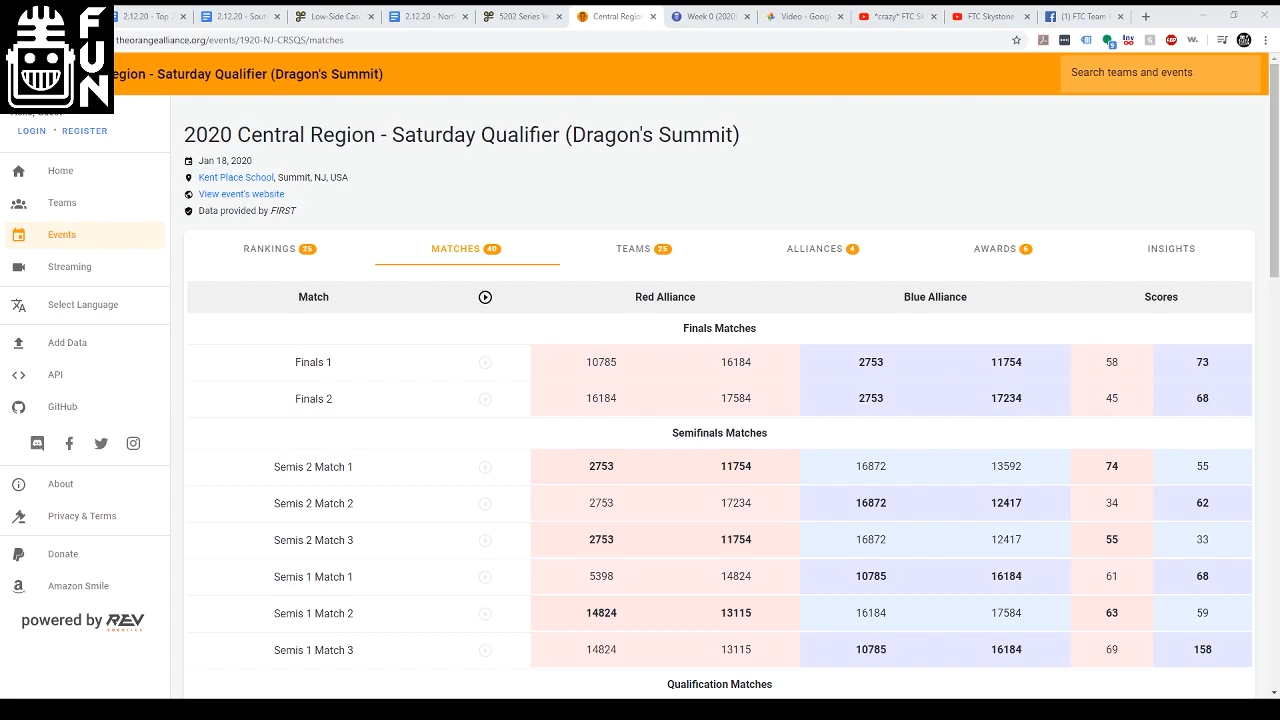 2.12.20 - Top
2.12.20 - Sou
Low-Side Cas
2.12.20 - Nor
5202 Series Y
Central Regio
Week 0 (2020)
Video - Goog
*crazy* FTC Sk
FTC Skystone
(1) FTC Team
theorangealliance.org/events/1920-NJ-CRSQS/matches
FUN
egion - Saturday Qualifier (Dragon's Summit)
Search teams and events
LOGIN · REGISTER
Home
Teams
Events
Streaming
Select Language
Add Data
API
GitHub
About
Privacy & Terms
Donate
Amazon Smile
powered by REV
ROBOTICS
2020 Central Region - Saturday Qualifier (Dragon's Summit)
Jan 18, 2020
Kent Place School, Summit, NJ, USA
View event's website
Data provided by FIRST
RANKINGS 25 MATCHES 40 TEAMS 25 ALLIANCES 4 AWARDS 6 INSIGHTS
Match Red Alliance Blue Alliance Scores
Finals Matches
Finals 1 10785 16184 2753 11754 58 73
Finals 2 16184 17584 2753 17234 45 68
Semifinals Matches
Semis 2 Match 1 2753 11754 16872 13592 74 55
Semis 2 Match 2 2753 17234 16872 12417 34 62
Semis 2 Match 3 2753 11754 16872 12417 55 33
Semis 1 Match 1 5398 14824 10785 16184 61 68
Semis 1 Match 2 14824 13115 16184 17584 63 59
Semis 1 Match 3 14824 13115 10785 16184 69 158
Qualification Matches